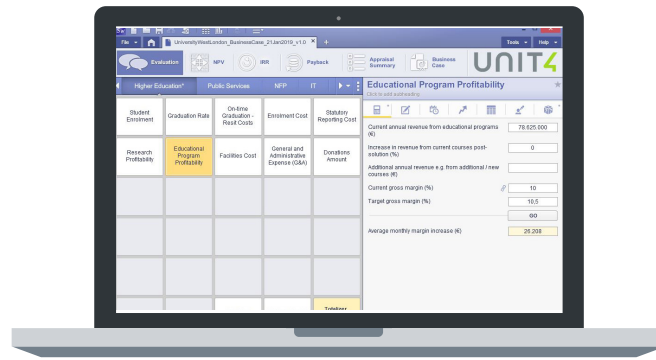 File
UniversityWestLondon_BusinessCase_21Jan2019_v1.0
Tools
Help
Evaluation
NPV
IRR
Payback
Appraisal
Summary
Business
Case
UNIT4
Higher Education*
Public Services
NFP
IT
Educational Program Profitability
Click to add subheading
Student
Enrolment
Graduation Rate
On-time
Graduation -
Resit Costs
Enrolment Cost
Statutory
Reporting Cost
Research
Profitability
Educational
Program
Profitability
Facilities Cost
General and
Administrative
Expense (G&A)
Donations
Amount
Totalizer
Current annual revenue from educational programs
(€)
78.625.000
Increase in revenue from current courses post-
solution (%)
0
Additional annual revenue e.g. from additional / new
courses (€)
Current gross margin (%)
10
Target gross margin (%)
10,5
GO
Average monthly margin increase (€)
26.208